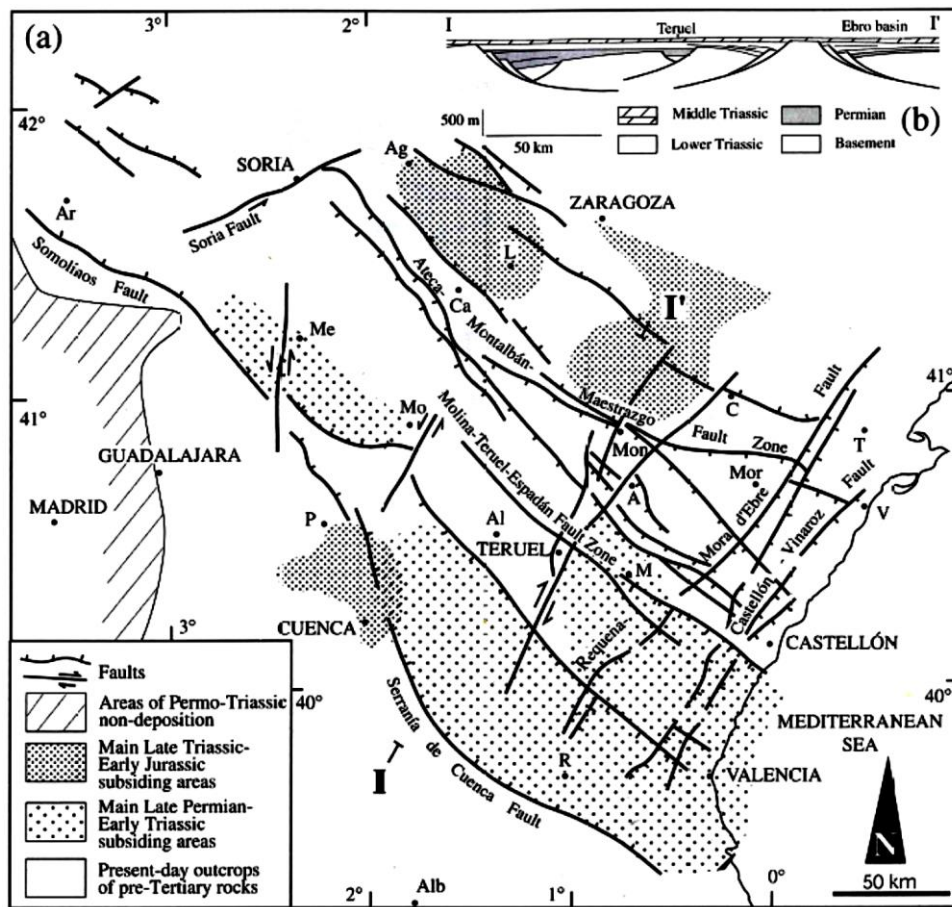 (a)
3°
2°
I
Teruel
Ebro basin
I'
42°
500 m
50 km
Middle Triassic
Permian
(b)
Lower Triassic
Basement
SORIA
Ag
ZARAGOZA
Ar
Soria Fault
Somolinos Fault
L
I'
Ateca-
Ca
Montalbán-
Me
Maestrazgo
Fault
Zone
41°
41°
Mo
C
Fault
Molina-Teruel-Espadán Fault Zone
Mon
T
GUADALAJARA
Mor
MADRID
A
Mora d'Ebre
Vinaroz
Fault
V
P
Al
TERUEL
M
Castellón
CUENCA
3°
Requena-
CASTELLÓN
40°
40°
Serranía de Cuenca Fault
MEDITERRANEAN
SEA
I
R
VALENCIA
N
50 km
2°
Alb
1°
0°
Faults
Areas of Permo-Triassic
non-deposition
Main Late Triassic-
Early Jurassic
subsiding areas
Main Late Permian-
Early Triassic
subsiding areas
Present-day outcrops
of pre-Tertiary rocks